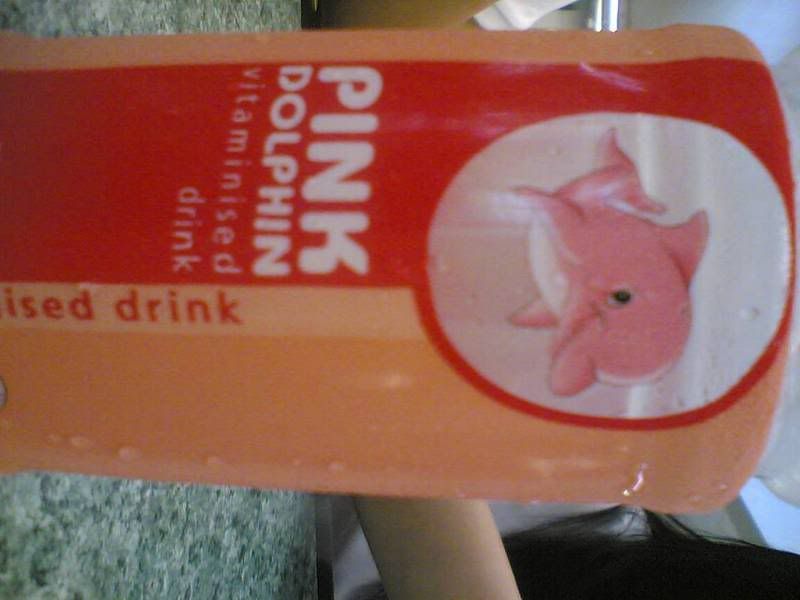 PINK
DOLPHIN
vitaminised
drink
ised drink